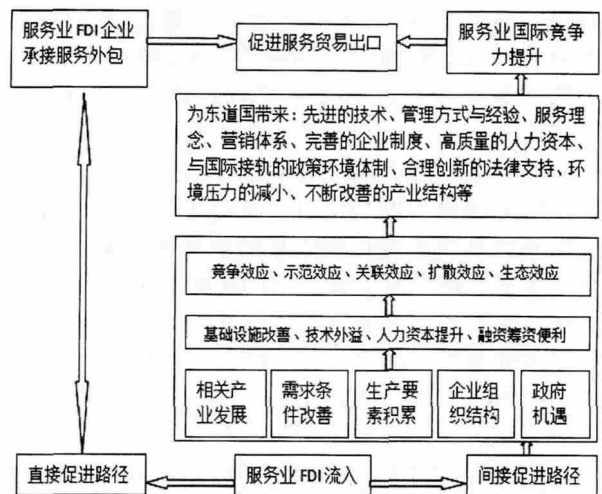 服务业FDI企业
承接服务外包
促进服务贸易出口
服务业国际竞争
力提升
为东道国带来：先进的技术、管理方式与经验、服务理
念、营销体系、完善的企业制度、高质量的人力资本、
与国际接轨的政策环境体制、合理创新的法律支持、环
境压力的减小、不断改善的产业结构等
竞争效应、示范效应、关联效应、扩散效应、生态效应
基础设施改善、技术外溢、人力资本提升、融资筹资便利
相关产
业发展
需求条
件改善
生产要
素积累
企业组
织结构
政府
机遇
直接促进路径
服务业FDI流入
间接促进路径